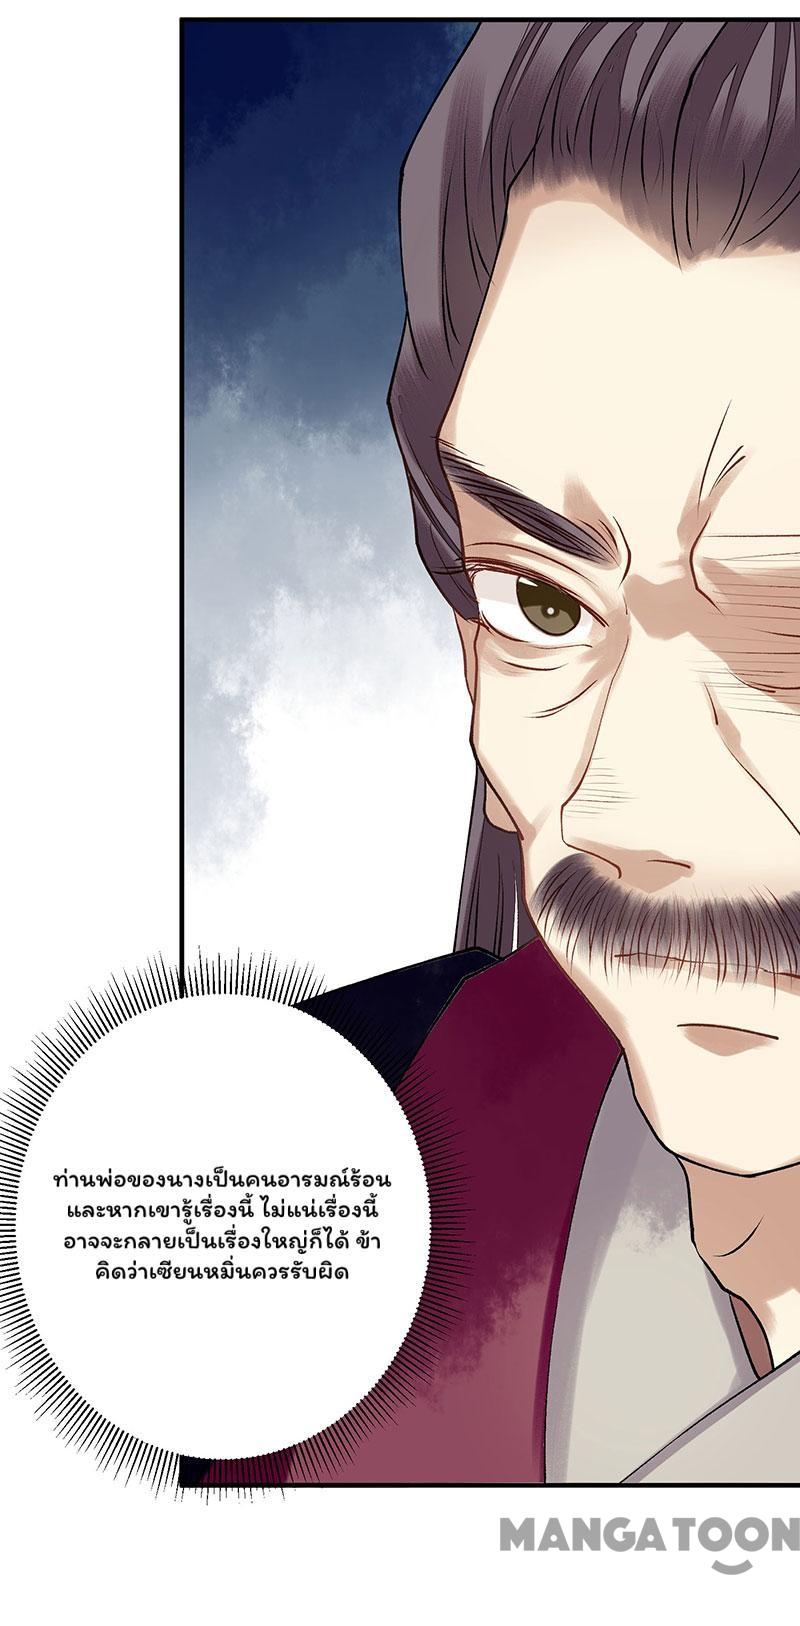 ท่านพ่อของนางเป็นคนอารมณ์ร้อน
และหากเขารู้เรื่องนี้ ไม่แน่เรื่องนี้
อาจจะกลายเป็นเรื่องใหญ่ก็ได้ ข้า
คิดว่าเซียนหมิ่นควรรับผิด
MANGATOON